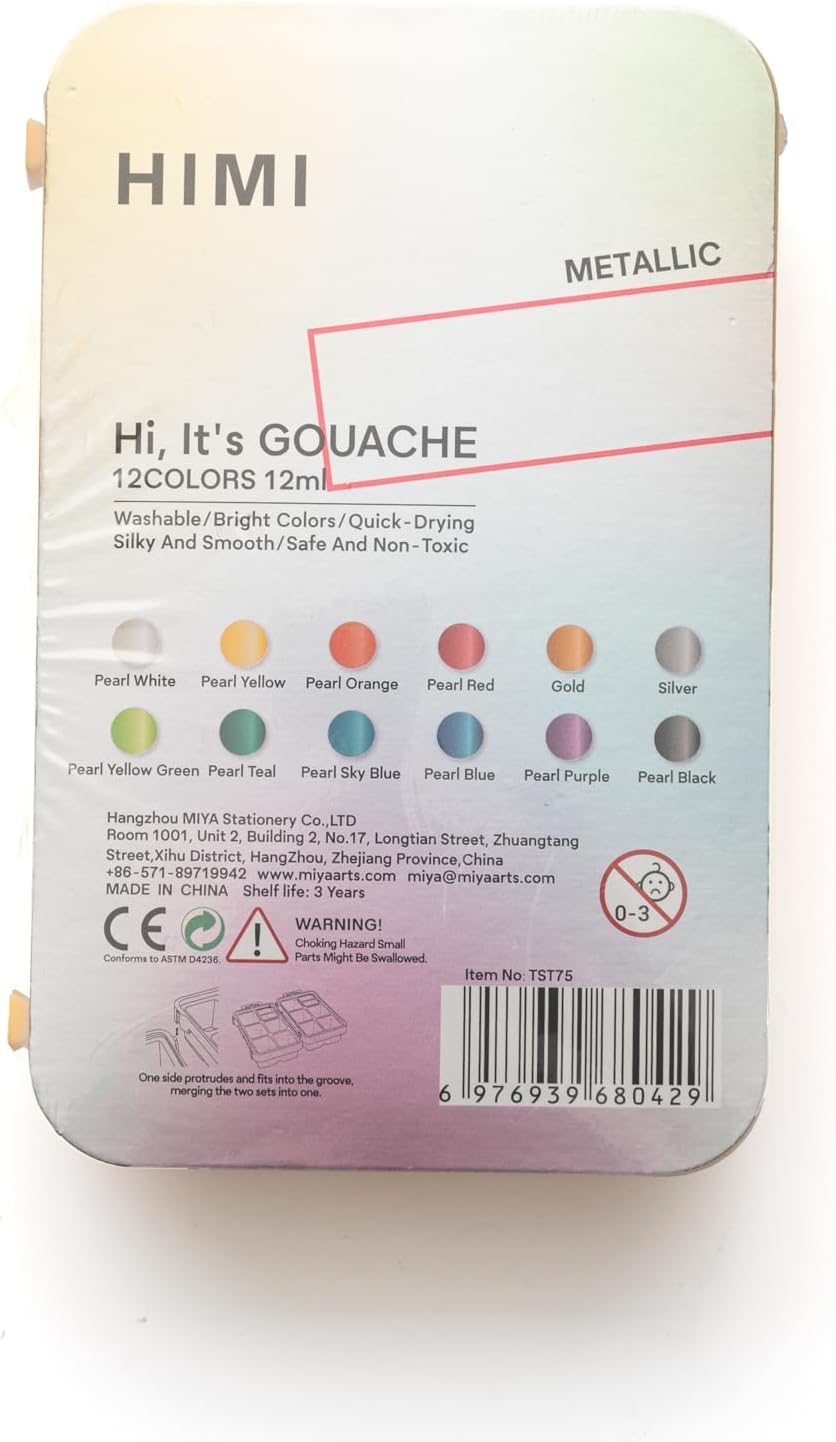 HIMI
METALLIC
Hi, It's GOUACHE
12COLORS 12ml
Washable/Bright Colors/Quick-Drying
Silky And Smooth/Safe And Non-Toxic
Pearl White Pearl Yellow Pearl Orange Pearl Red Gold Silver
Pearl Yellow Green Pearl Teal Pearl Sky Blue Pearl Blue Pearl Purple Pearl Black
Hangzhou MIYA Stationery Co.,LTD
Room 1001, Unit 2, Building 2, No.17, Longtian Street, Zhuangtang
Street,Xihu District, HangZhou, Zhejiang Province,China
+86-571-89719942 www.miyaarts.com miya@miyaarts.com
MADE IN CHINA Shelf life: 3 Years
0-3
CE
Conforms to ASTM D4236.
!
WARNING!
Choking Hazard Small
Parts Might Be Swallowed.
Item No: TST75
One side protrudes and fits into the groove,
merging the two sets into one.
6 976939 680429